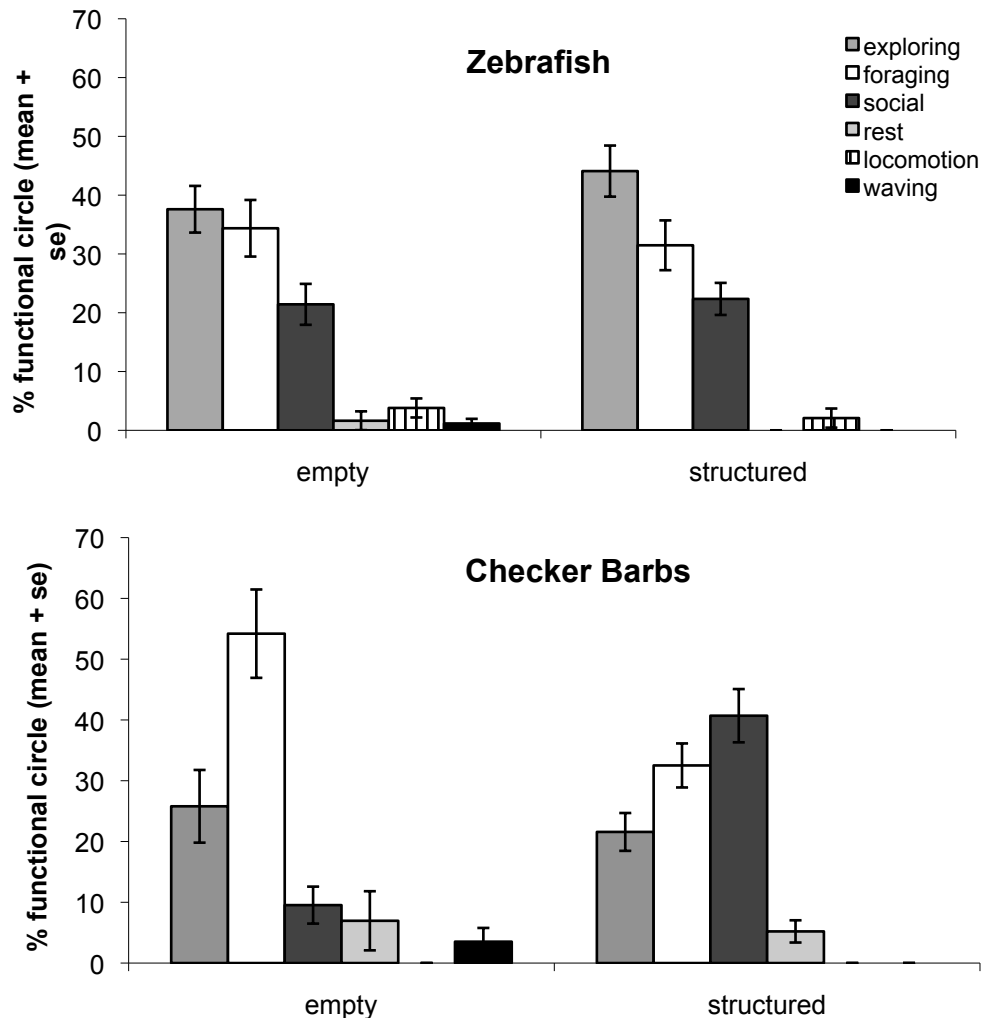 70
60
50
40
30
20
10
0
% functional circle (mean +
se)
Zebrafish
exploring
foraging
social
rest
locomotion
waving
empty
structured
70
60
50
40
30
20
10
0
% functional circle (mean + se)
Checker Barbs
empty
structured